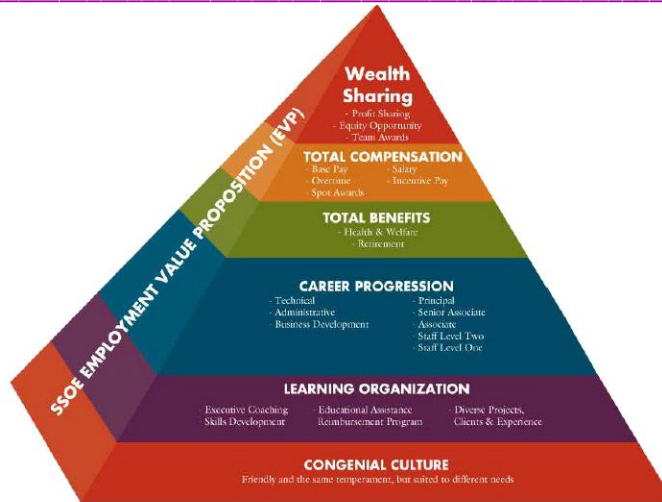 SSOE EMPLOYMENT VALUE PROPOSITION (EVP)
Wealth
Sharing
- Profit Sharing
- Equity Opportunity
- Team Awards
TOTAL COMPENSATION
- Base Pay
- Overtime
- Spot Awards
- Salary
- Incentive Pay
TOTAL BENEFITS
- Health & Welfare
- Retirement
CAREER PROGRESSION
- Technical
- Administrative
- Business Development
- Principal
- Senior Associate
- Associate
- Staff Level Two
- Staff Level One
LEARNING ORGANIZATION
- Executive Coaching
- Skills Development
- Educational Assistance
Reimbursement Program
- Diverse Projects,
Clients & Experience
CONGENIAL CULTURE
Friendly and the same temperament, but suited to different needs